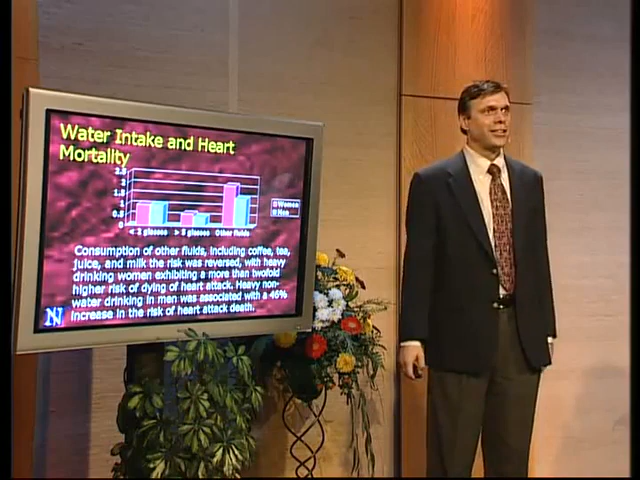 Water Intake and Heart
Mortality
2.5
2
1.5
1
0.5
0
< 2 glasses
> 5 glasses
Other fluids
Women
Men
Consumption of other fluids, including coffee, tea,
juice, and milk the risk was reversed, with heavy
drinking women exhibiting a more than twofold
higher risk of dying of heart attack. Heavy non-
water drinking in men was associated with a 46%
increase in the risk of heart attack death.
N